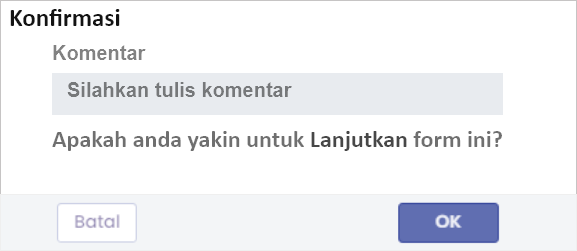 Konfirmasi
Komentar
Silahkan tulis komentar
Apakah anda yakin untuk Lanjutkan form ini?
Batal OK